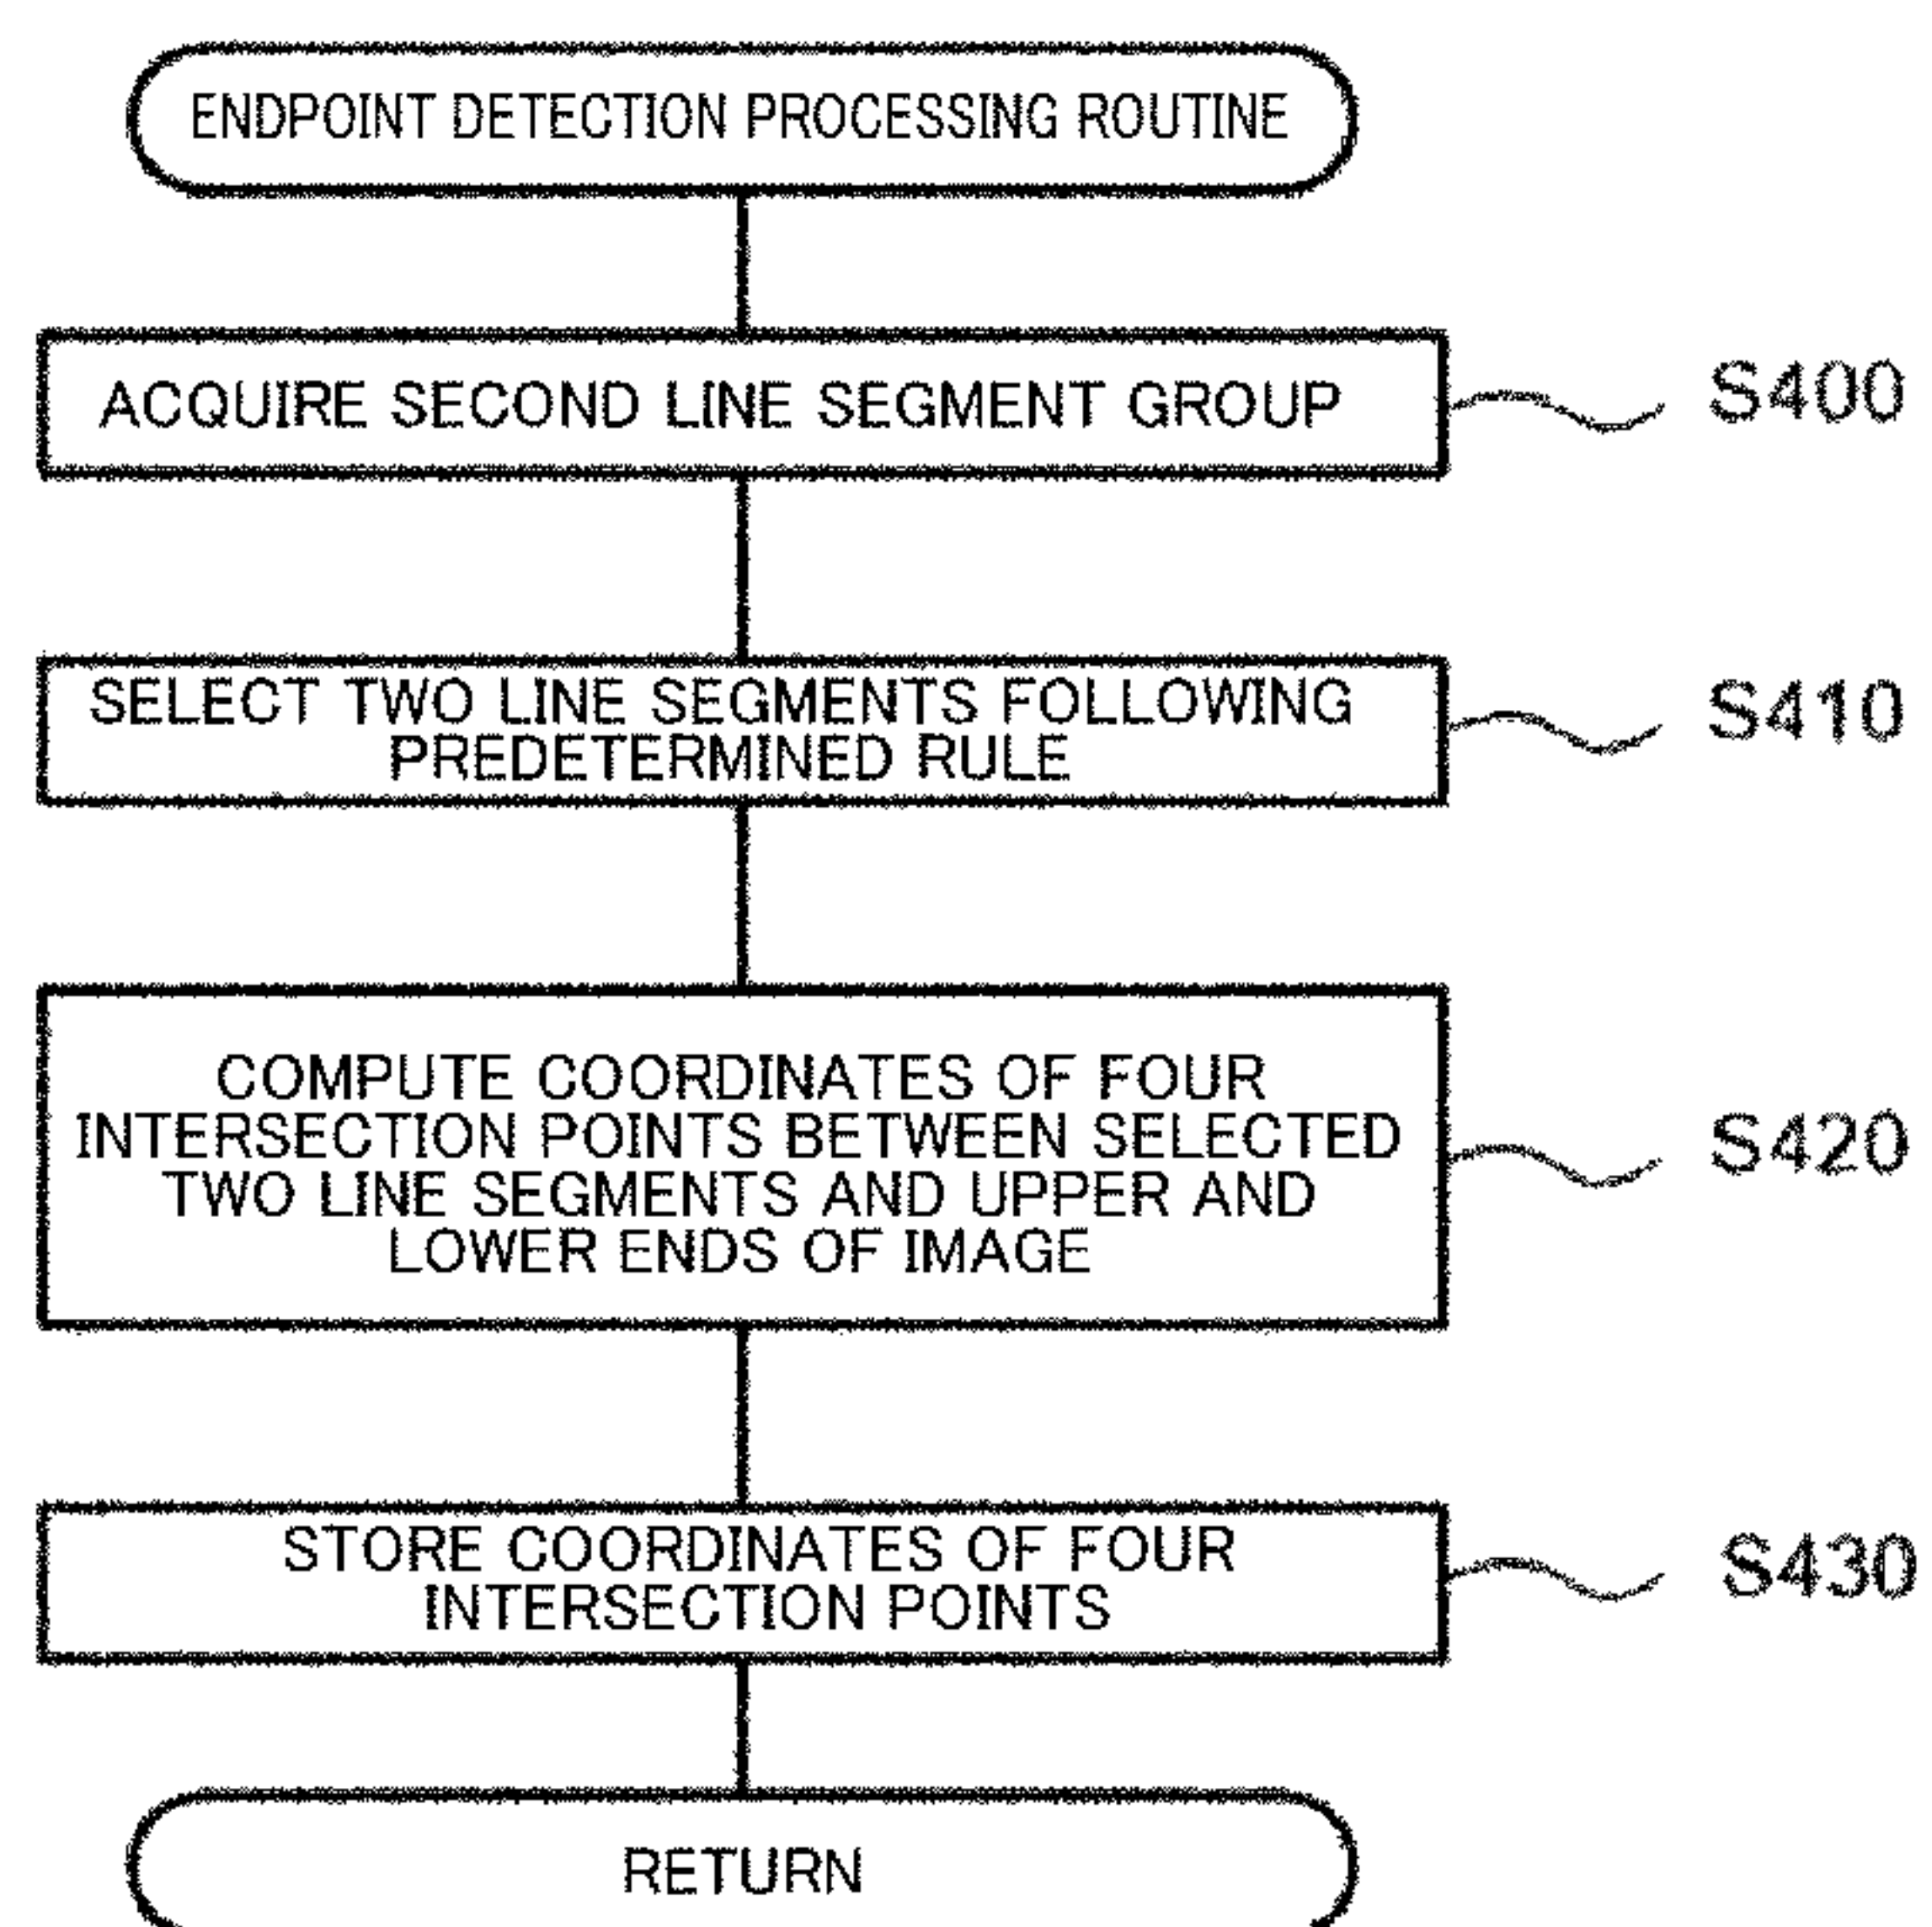 ENDPOINT DETECTION PROCESSING ROUTINE
ACQUIRE SECOND LINE SEGMENT GROUP
S400
SELECT TWO LINE SEGMENTS FOLLOWING
PREDETERMINED RULE
S410
COMPUTE COORDINATES OF FOUR
INTERSECTION POINTS BETWEEN SELECTED
TWO LINE SEGMENTS AND UPPER AND
LOWER ENDS OF IMAGE
S420
STORE COORDINATES OF FOUR
INTERSECTION POINTS
S430
RETURN